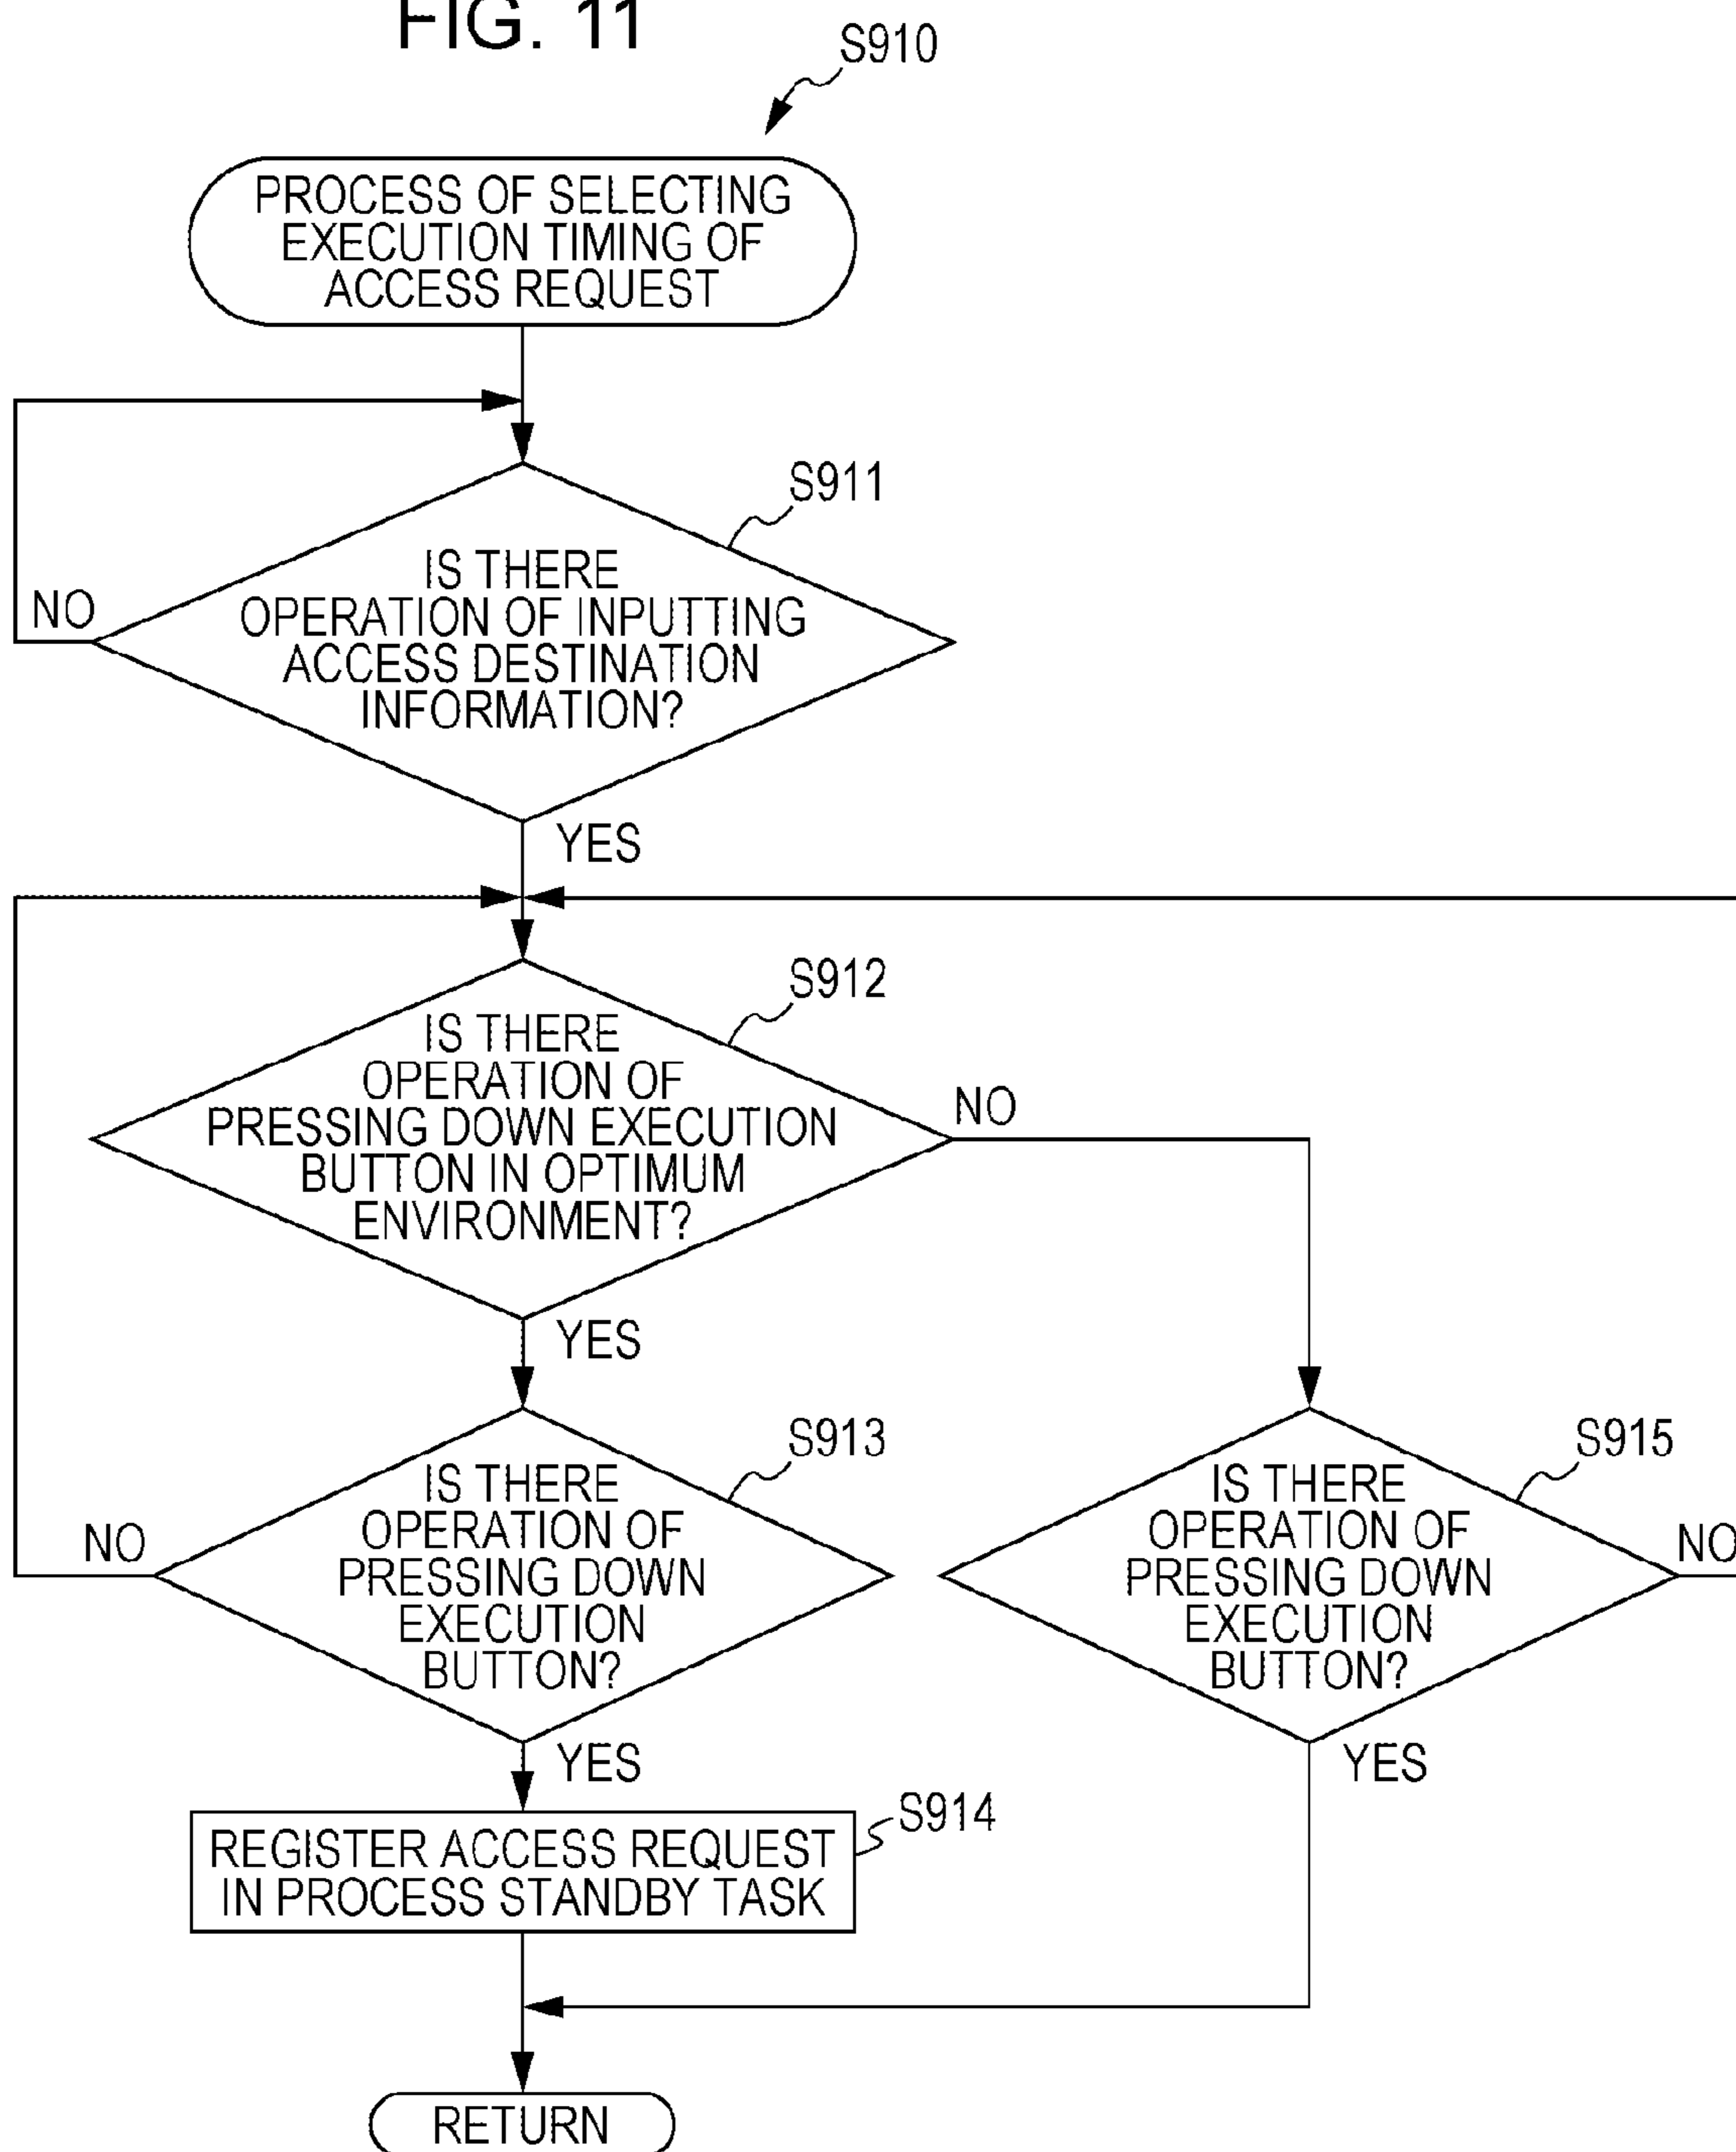 FIG. 11
S910
PROCESS OF SELECTING
EXECUTION TIMING OF
ACCESS REQUEST
S911
IS THERE
OPERATION OF INPUTTING
ACCESS DESTINATION
INFORMATION?
NO
YES
S912
IS THERE
OPERATION OF
PRESSING DOWN EXECUTION
BUTTON IN OPTIMUM
ENVIRONMENT?
NO
YES
S913
IS THERE
OPERATION OF
PRESSING DOWN
EXECUTION
BUTTON?
NO
YES
S915
IS THERE
OPERATION OF
PRESSING DOWN
EXECUTION
BUTTON?
NO
YES
S914
REGISTER ACCESS REQUEST
IN PROCESS STANDBY TASK
RETURN